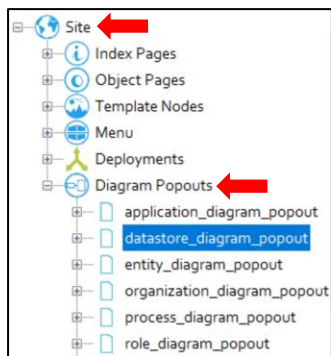 Site
Index Pages
Object Pages
Template Nodes
Menu
Deployments
Diagram Popouts
application_diagram_popout
datastore_diagram_popout
entity_diagram_popout
organization_diagram_popout
process_diagram_popout
role_diagram_popout